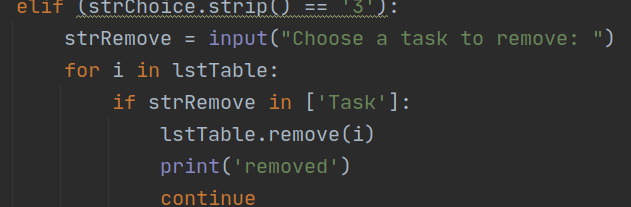 elif (strChoice.strip() == '3'):
strRemove = input("Choose a task to remove: ")
for i in lstTable:
if strRemove in ['Task']:
lstTable.remove(i)
print('removed')
continue